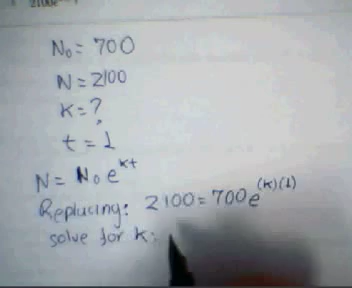 N₀ = 700
N = 2100
K = ?
t = 1
N = N₀e^(kt)
Replacing: 2100 = 700e^(k)(1)
solve for k: